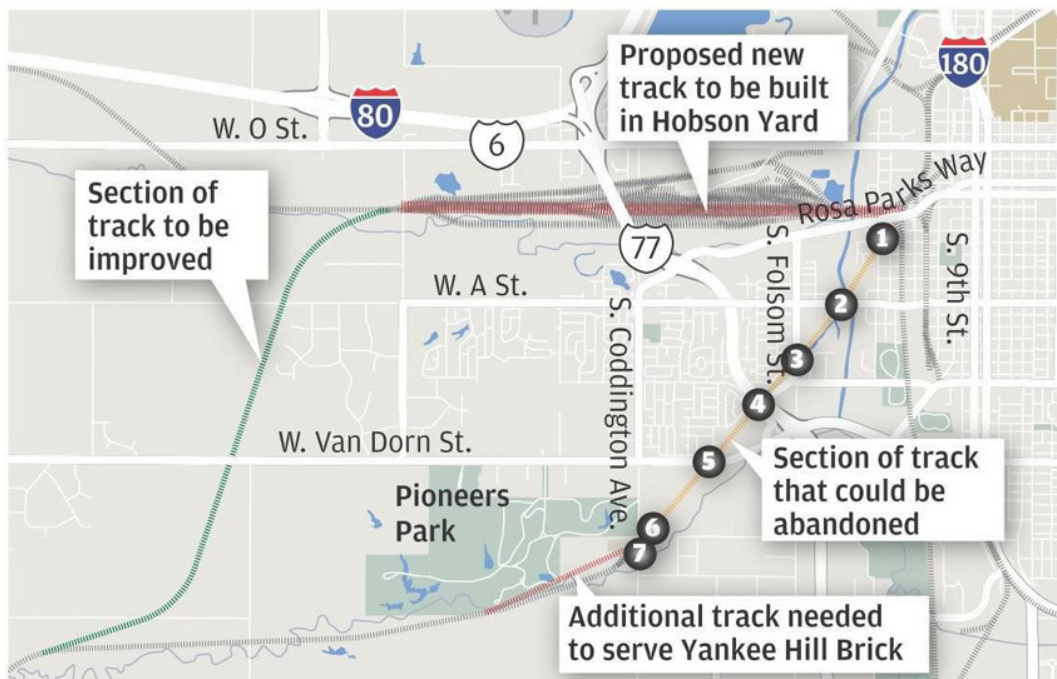 Proposed new
track to be built
in Hobson Yard
180
80
W. O St.
6
Section of
track to be
improved
Rosa Parks Way
77
1
S. Folsom St.
S. 9th St.
W. A St.
2
S. Coddington Ave.
3
4
W. Van Dorn St.
5
Section of track
that could be
abandoned
Pioneers
Park
6
7
Additional track needed
to serve Yankee Hill Brick